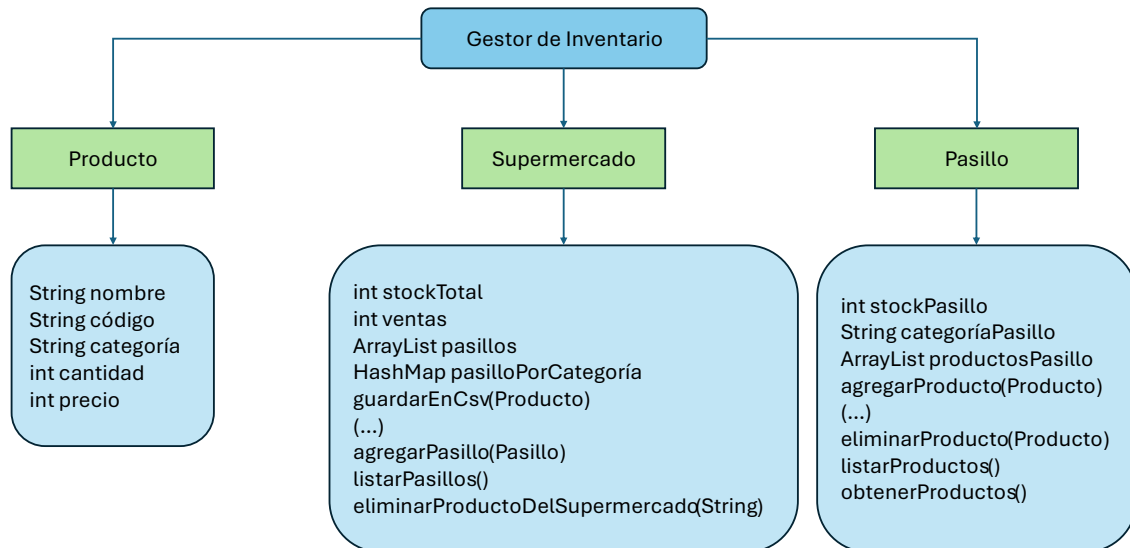 Gestor de Inventario
Producto
Supermercado
Pasillo
String nombre
String código
String categoría
int cantidad
int precio
int stockTotal
int ventas
ArrayList pasillos
HashMap pasilloPorCategoría
guardarEnCsv(Producto)
(...)
agregarPasillo(Pasillo)
listarPasillos()
eliminarProductoDelSupermercado(String)
int stockPasillo
String categoríaPasillo
ArrayList productosPasillo
agregarProducto(Producto)
(...)
eliminarProducto(Producto)
listarProductos()
obtenerProductos()